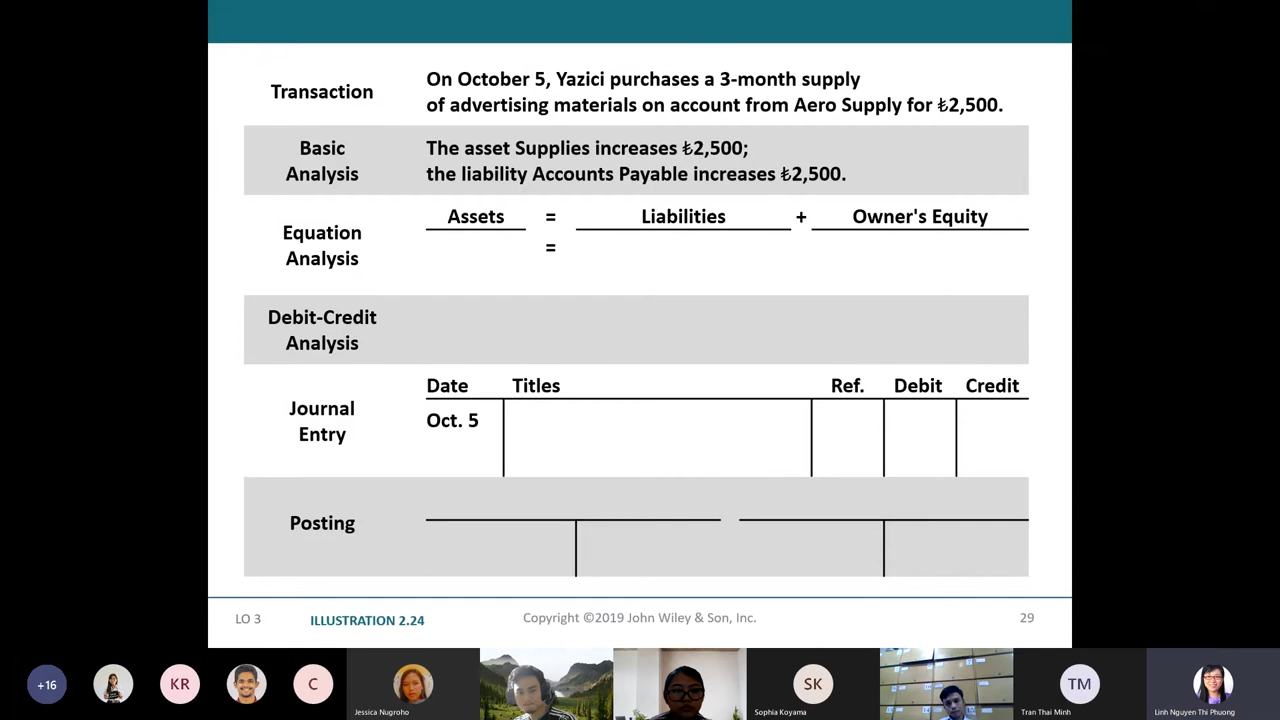 Transaction
On October 5, Yazici purchases a 3-month supply
of advertising materials on account from Aero Supply for ₺2,500.
Basic
Analysis
The asset Supplies increases ₺2,500;
the liability Accounts Payable increases ₺2,500.
Equation
Analysis
Assets = Liabilities + Owner's Equity
=
Debit-Credit
Analysis
Journal
Entry
Date Titles Ref. Debit Credit
Oct. 5
Posting
LO 3 ILLUSTRATION 2.24 Copyright ©2019 John Wiley & Son, Inc. 29
+16 KR C SK TM
Jessica Nugroho Sophia Koyama Tran Thai Minh Linh Nguyen Thi Phuong